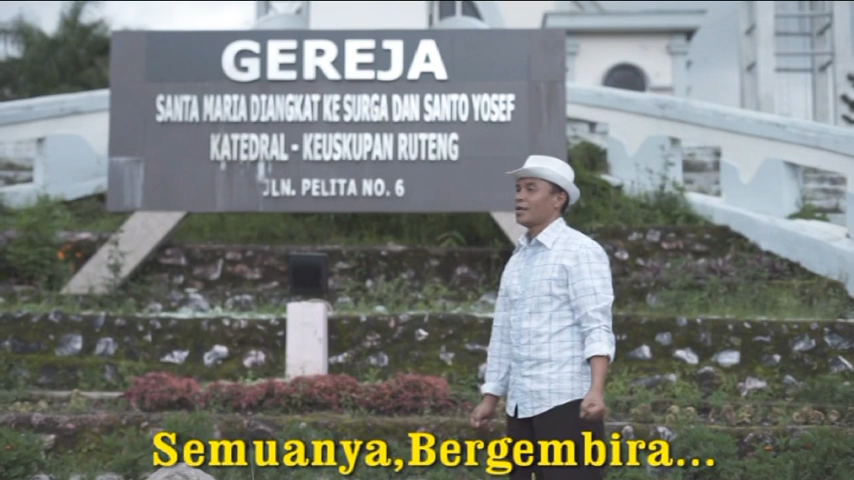 GEREJA
SANTA MARIA DIANGKAT KE SURGA DAN SANTO YOSEF
KATEDRAL - KEUSKUPAN RUTENG
JLN. PELITA NO. 6
Semuanya,Bergembira...